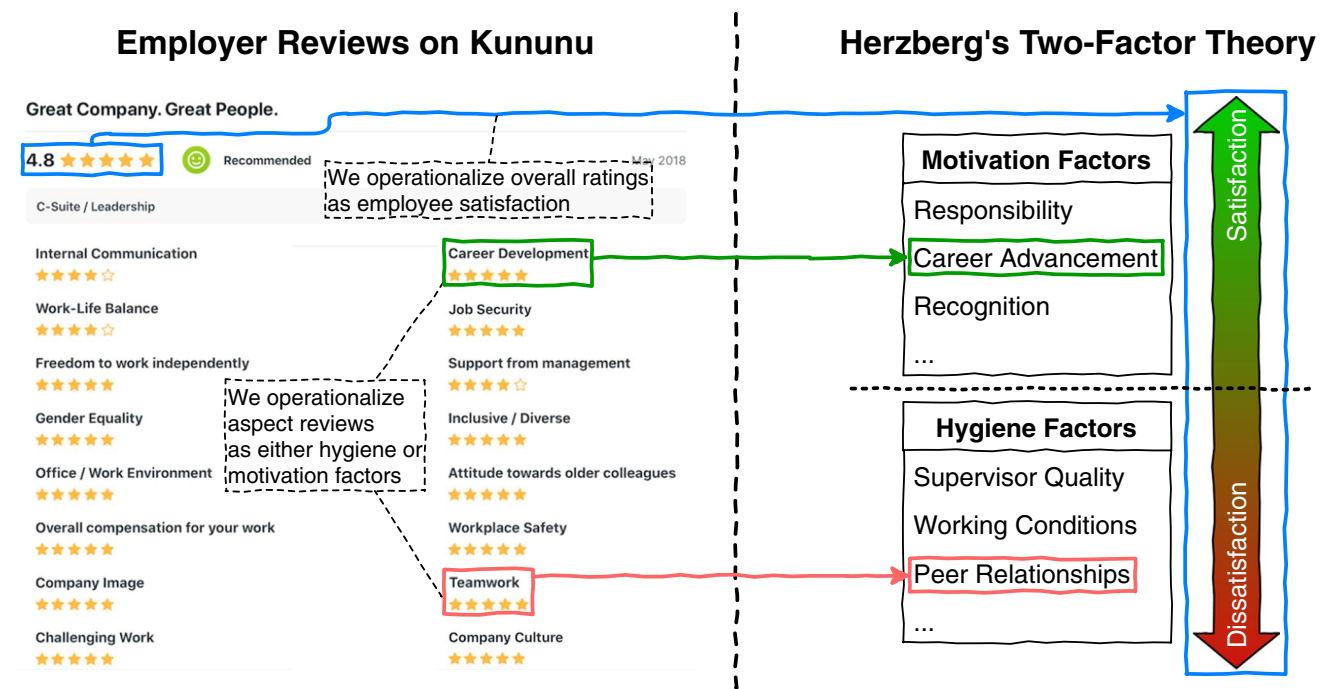 Employer Reviews on Kununu
Great Company. Great People.
4.8
Recommended
May 2018
C-Suite / Leadership
We operationalize overall ratings
as employee satisfaction
Internal Communication
Career Development
Work-Life Balance
Job Security
Freedom to work independently
Support from management
Gender Equality
Inclusive / Diverse
We operationalize
aspect reviews
as either hygiene or
motivation factors
Office / Work Environment
Attitude towards older colleagues
Overall compensation for your work
Workplace Safety
Company Image
Teamwork
Challenging Work
Company Culture
Herzberg's Two-Factor Theory
Motivation Factors
Responsibility
Career Advancement
Recognition
...
Hygiene Factors
Supervisor Quality
Working Conditions
Peer Relationships
...
Satisfaction
Dissatisfaction